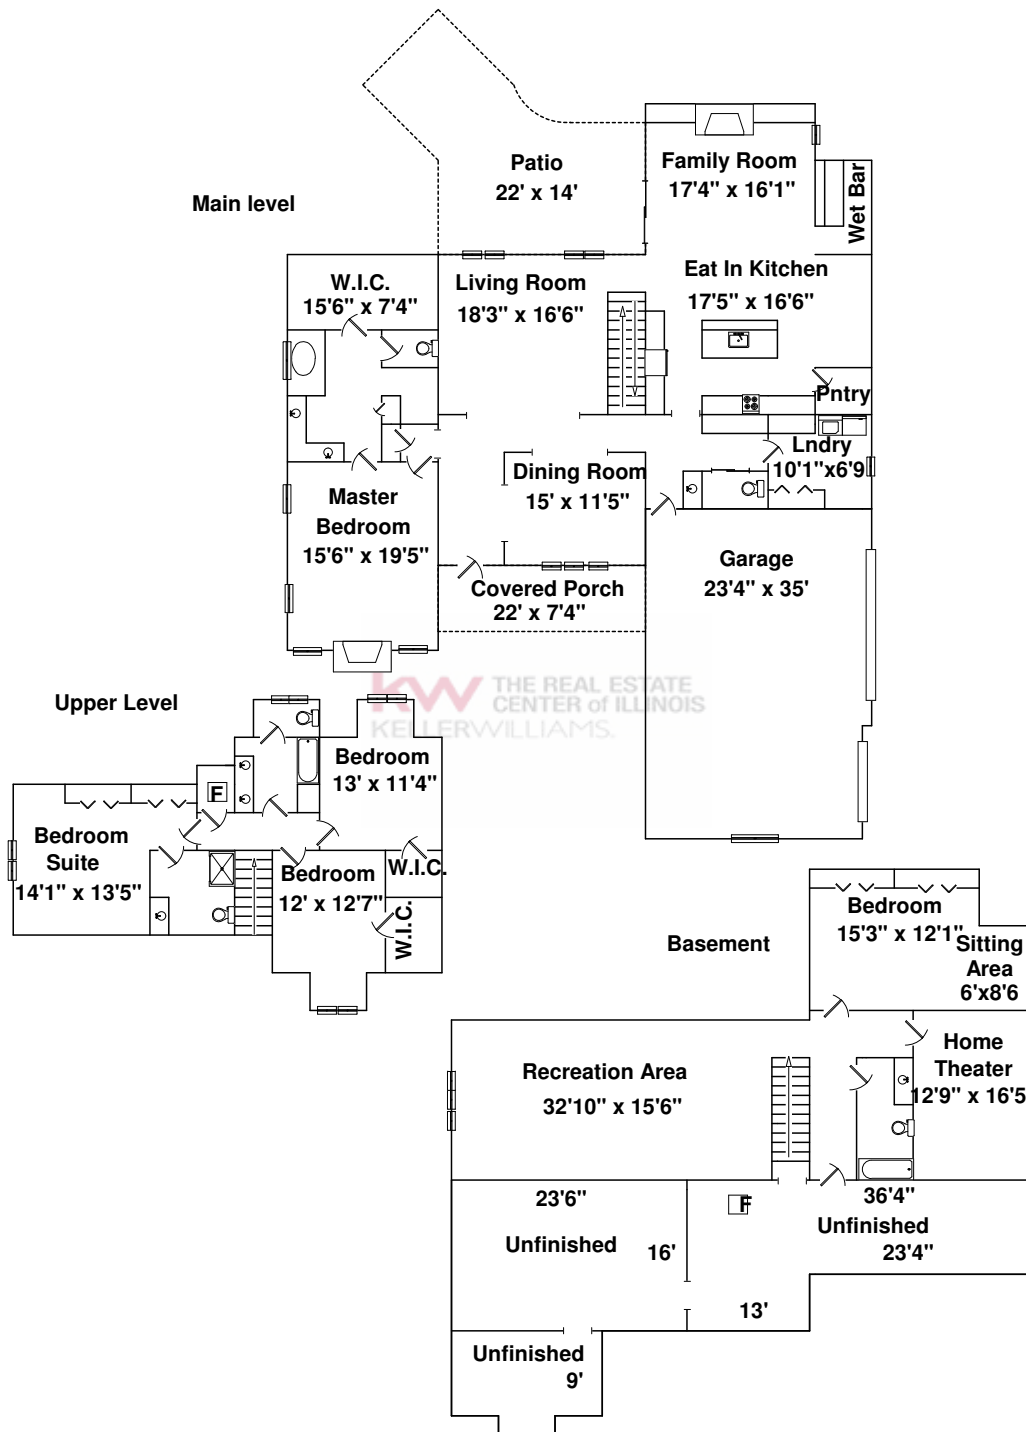 Main level
Patio
22' x 14'
Family Room
17'4" x 16'1"
Wet Bar
W.I.C.
15'6" x 7'4"
Living Room
18'3" x 16'6"
Eat In Kitchen
17'5" x 16'6"
Pntry
Lndry
10'1"x6'9
Dining Room
15' x 11'5"
Master
Bedroom
15'6" x 19'5"
Garage
23'4" x 35'
Covered Porch
22' x 7'4"
kw THE REAL ESTATE
CENTER of ILLINOIS
KELLERWILLIAMS.
Upper Level
Bedroom
13' x 11'4"
F
Bedroom
Suite
14'1" x 13'5"
Bedroom
12' x 12'7"
W.I.C.
W.I.C.
Basement
Bedroom
15'3" x 12'1"
Sitting
Area
6'x8'6
Home
Theater
12'9" x 16'5
Recreation Area
32'10" x 15'6"
23'6"
Unfinished
16'
F
36'4"
Unfinished
23'4"
13'
Unfinished
9'